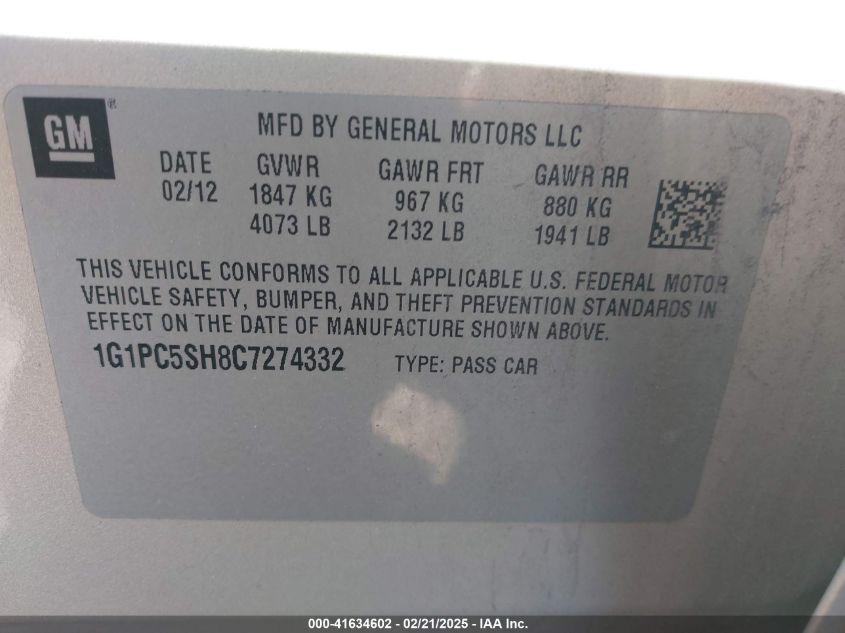 GM®
MFD BY GENERAL MOTORS LLC
DATE GVWR GAWR FRT GAWR RR
02/12 1847 KG 967 KG 880 KG
4073 LB 2132 LB 1941 LB
THIS VEHICLE CONFORMS TO ALL APPLICABLE U.S. FEDERAL MOTOR
VEHICLE SAFETY, BUMPER, AND THEFT PREVENTION STANDARDS IN
EFFECT ON THE DATE OF MANUFACTURE SHOWN ABOVE.
1G1PC5SH8C7274332 TYPE: PASS CAR
000-41634602 / 02/21/2025 - IAA Inc.